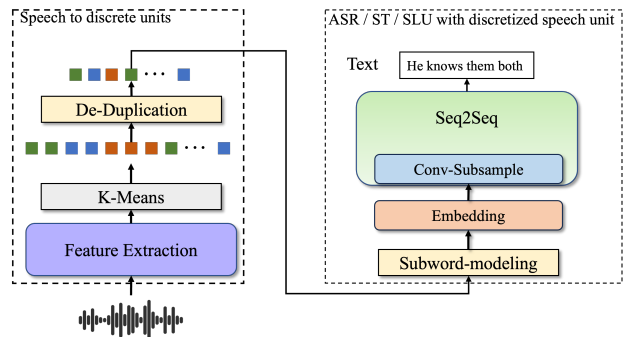 Speech to discrete units
De-Duplication
K-Means
Feature Extraction
ASR / ST / SLU with discretized speech unit
Text
He knows them both
Seq2Seq
Conv-Subsample
Embedding
Subword-modeling